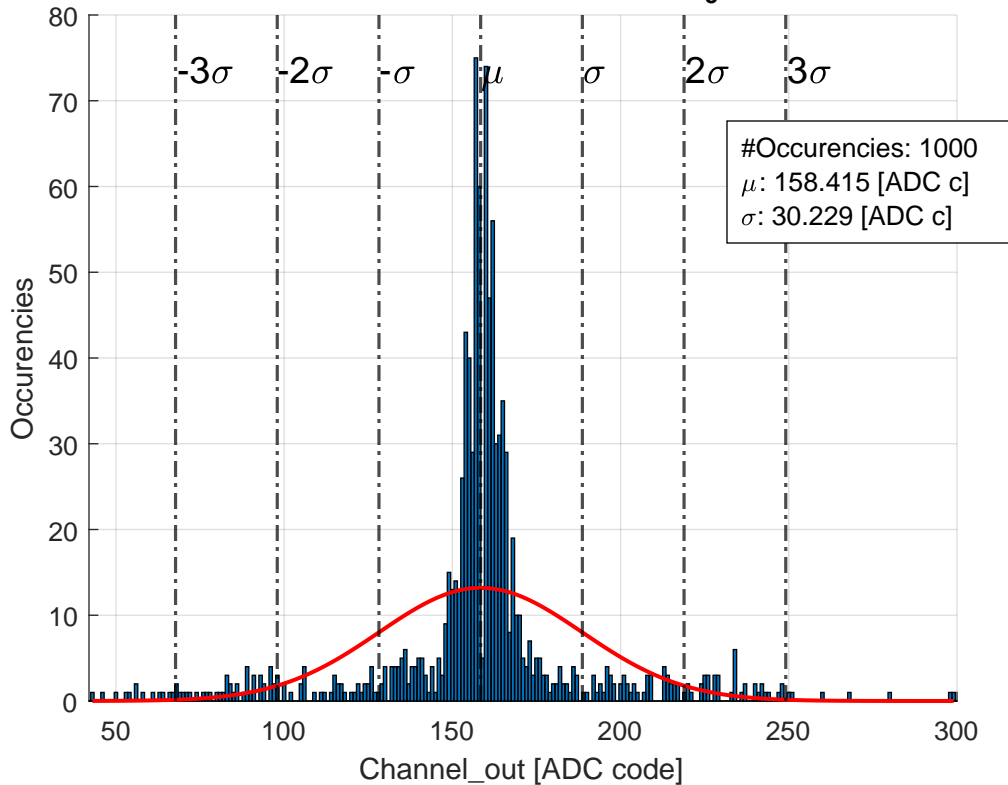 80
70
60
50
40
30
20
10
0
Occurencies
-3σ
-2σ
-σ
μ
σ
2σ
3σ
#Occurencies: 1000
μ: 158.415 [ADC c]
σ: 30.229 [ADC c]
50
100
150
200
250
300
Channel_out [ADC code]